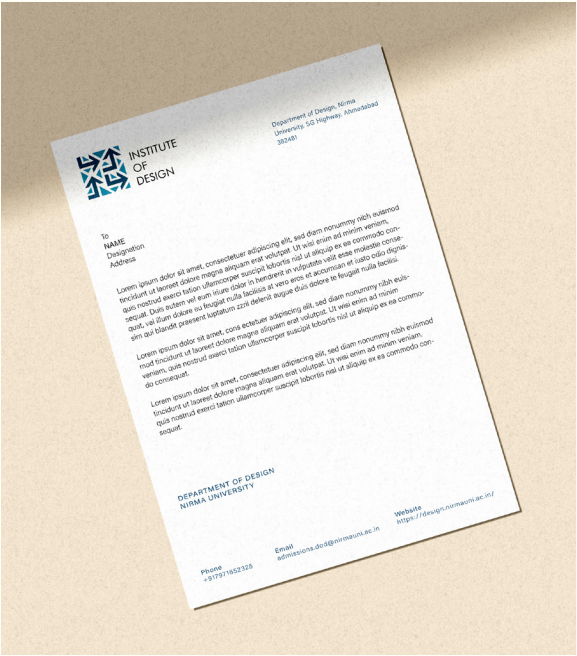 INSTITUTE
OF
DESIGN
Department of Design, Nirma
University, SG Highway, Ahmedabad
382481
To
NAME
Designation
Address
Lorem ipsum dolor sit amet, consectetuer adipiscing elit, sed diam nonummy nibh euismod
tincidunt ut laoreet dolore magna aliquam erat volutpat. Ut wisi enim ad minim veniam,
quis nostrud exerci tation ullamcorper suscipit lobortis nisl ut aliquip ex ea commodo con-
sequat. Duis autem vel eum iriure dolor in hendrerit in vulputate velit esse molestie conse-
quat, vel illum dolore eu feugiat nulla facilisis at vero eros et accumsan et iusto odio dignis-
sim qui blandit praesent luptatum zzril delenit augue duis dolore te feugait nulla facilisi.
Lorem ipsum dolor sit amet, cons ectetuer adipiscing elit, sed diam nonummy nibh euis-
mod tincidunt ut laoreet dolore magna aliquam erat volutpat. Ut wisi enim ad minim
veniam, quis nostrud exerci tation ullamcorper suscipit lobortis nisl ut aliquip ex ea commo-
do consequat.
Lorem ipsum dolor sit amet, consectetuer adipiscing elit, sed diam nonummy nibh euismod
tincidunt ut laoreet dolore magna aliquam erat volutpat. Ut wisi enim ad minim veniam,
quis nostrud exerci tation ullamcorper suscipit lobortis nisl ut aliquip ex ea commodo con-
sequat.
DEPARTMENT OF DESIGN
NIRMA UNIVERSITY
Phone
+917971652325
Email
admissions.dod@nirmauni.ac.in
Website
https://design.nirmauni.ac.in/